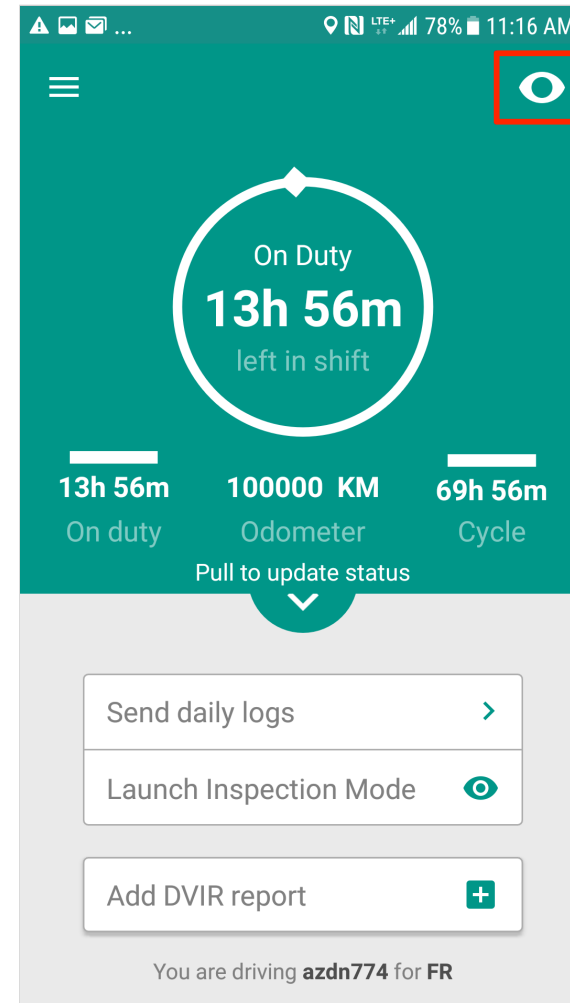 ... LTE+ 78% 11:16 AM
On Duty
13h 56m
left in shift
13h 56m 100000 KM 69h 56m
On duty Odometer Cycle
Pull to update status
Send daily logs
Launch Inspection Mode
Add DVIR report
You are driving azdn774 for FR